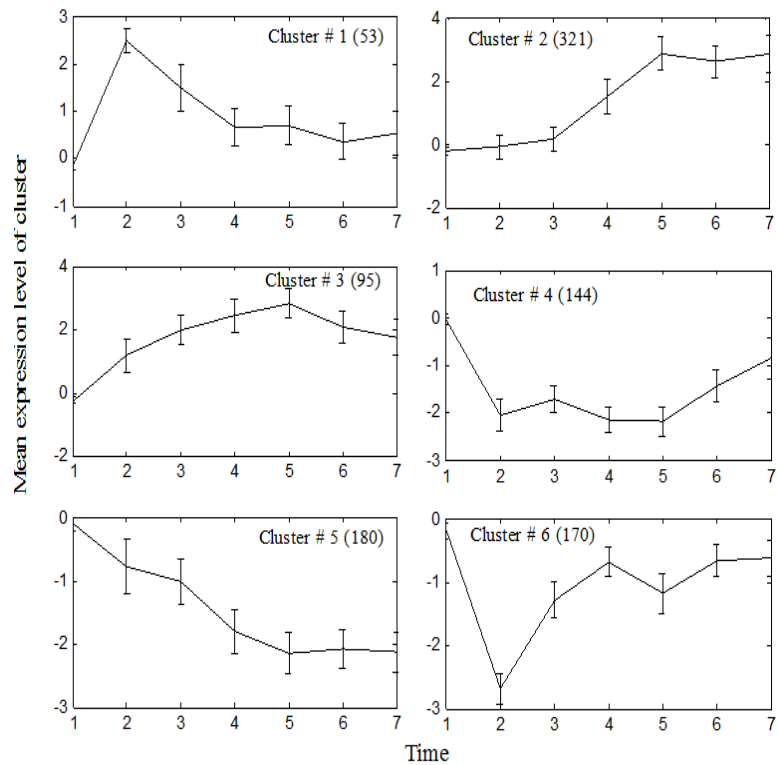 Mean expression level of cluster
Cluster # 1 (53)
3
2
1
0
-1
1 2 3 4 5 6 7
Cluster # 2 (321)
4
2
0
-2
1 2 3 4 5 6 7
Cluster # 3 (95)
4
2
0
-2
1 2 3 4 5 6 7
Cluster # 4 (144)
1
0
-1
-2
-3
1 2 3 4 5 6 7
Cluster # 5 (180)
0
-1
-2
-3
1 2 3 4 5 6 7
Cluster # 6 (170)
0
-1
-2
-3
1 2 3 4 5 6 7
Time